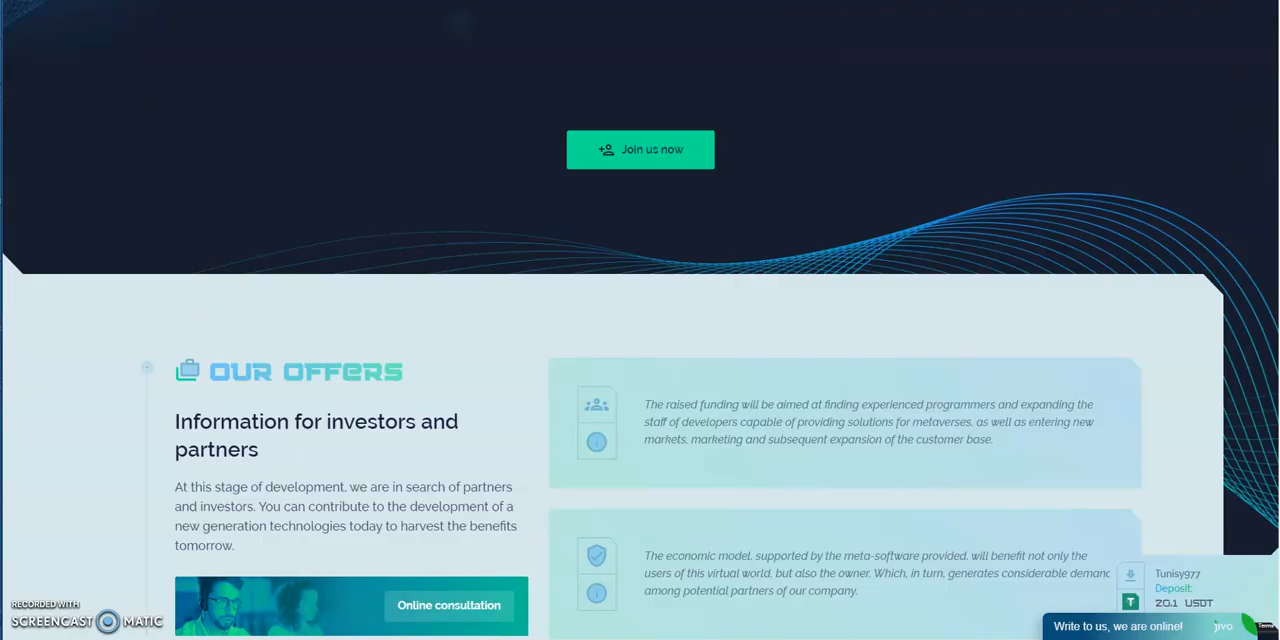 Join us now
OUR OFFERS
Information for investors and
partners
At this stage of development, we are in search of partners
and investors. You can contribute to the development of a
new generation technologies today to harvest the benefits
tomorrow.
Online consultation
The raised funding will be aimed at finding experienced programmers and expanding the
staff of developers capable of providing solutions for metaverses, as well as entering new
markets, marketing and subsequent expansion of the customer base.
The economic model, supported by the meta-software provided, will benefit not only the
users of this virtual world, but also the owner. Which, in turn, generates considerable demand
among potential partners of our company.
Tunisy977
Deposit:
20.1 USDT
Write to us, we are online!
jivo
Terms
RECORDED WITH
SCREENCAST MATIC